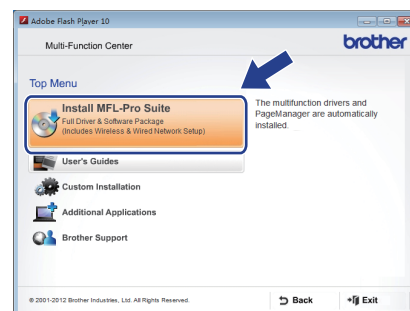 Adobe Flash Player 10
Multi-Function Center
brother
Top Menu
Install MFL-Pro Suite
Full Driver & Software Package
(Includes Wireless & Wired Network Setup)
The multifunction drivers and
PageManager are automatically
installed.
User's Guides
Custom Installation
Additional Applications
Brother Support
© 2001-2012 Brother Industries, Ltd. All Rights Reserved.
Back
Exit